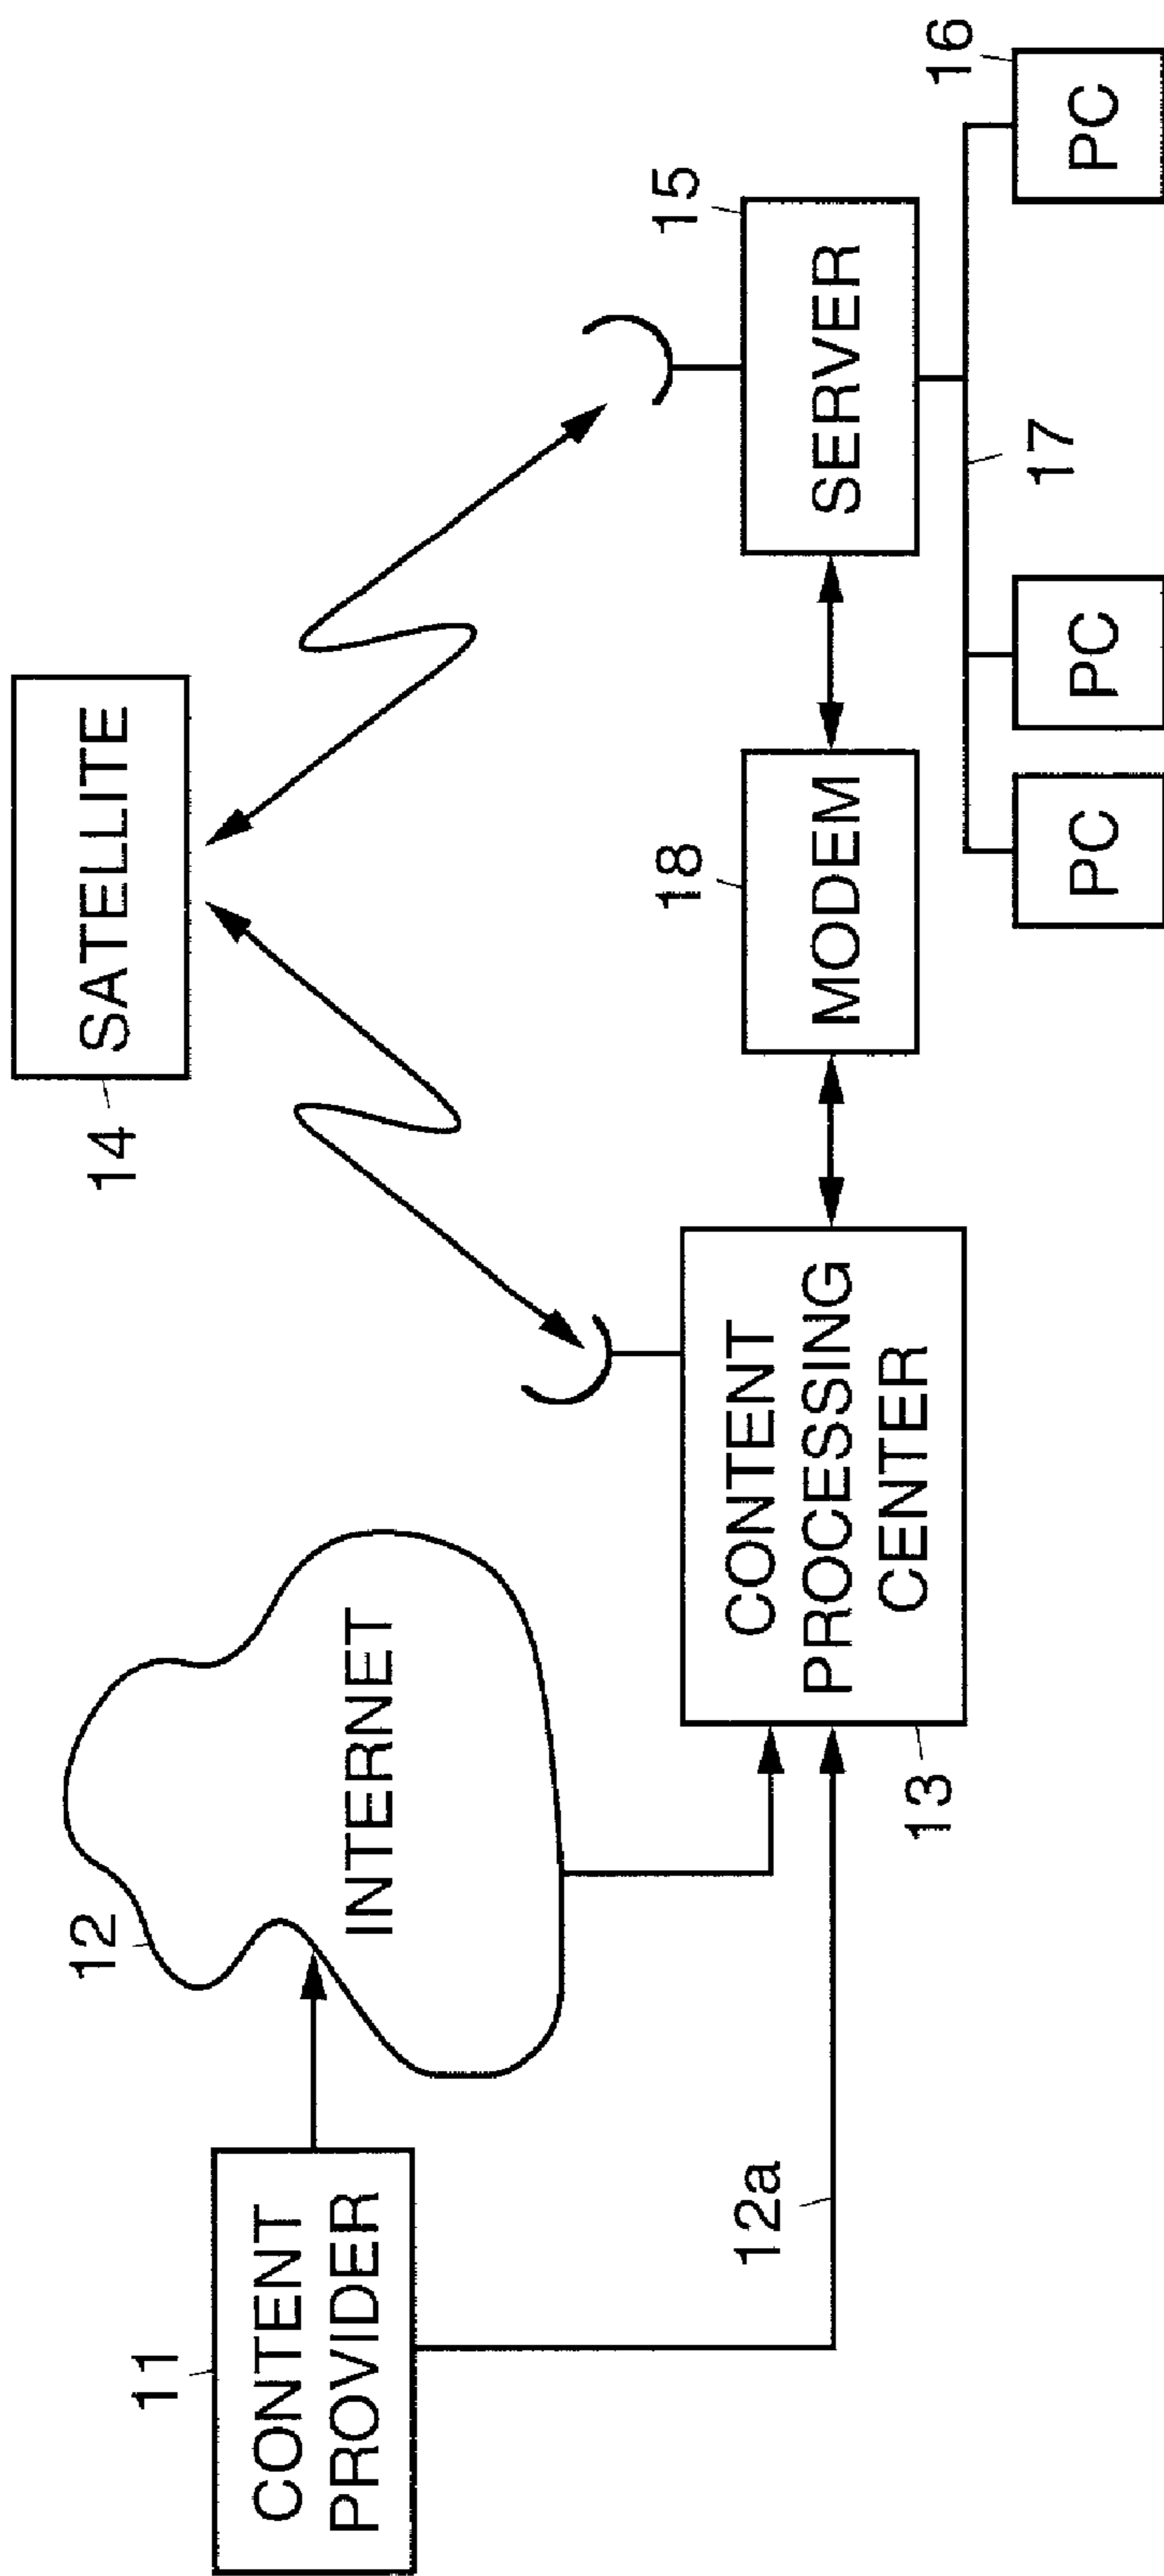 14
SATELLITE
12
INTERNET
11
CONTENT
PROVIDER
12a
13
CONTENT
PROCESSING
CENTER
18
MODEM
15
SERVER
17
16
PC
PC
PC